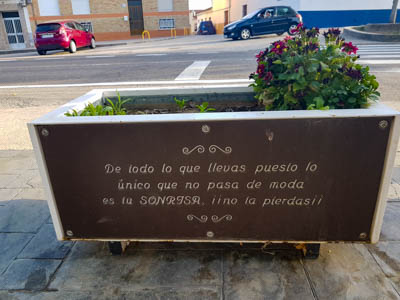 De todo lo que llevas puesto lo
único que no pasa de moda
es tu SONRISA, ¡¡no la pierdas¡¡